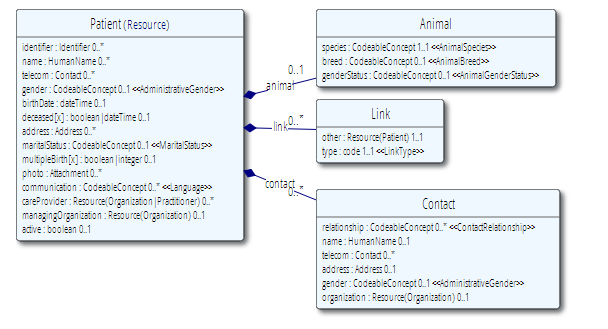 Patient (Resource)
identifier : Identifier 0..*
name : HumanName 0..*
telecom : Contact 0..*
gender : CodeableConcept 0..1 <<AdministrativeGender>>
birthDate : dateTime 0..1
deceased[x] : boolean|dateTime 0..1
address : Address 0..*
maritalStatus : CodeableConcept 0..1 <<MaritalStatus>>
multipleBirth[x] : boolean|integer 0..1
photo : Attachment 0..*
communication : CodeableConcept 0..* <<Language>>
careProvider : Resource(Organization|Practitioner) 0..*
managingOrganization : Resource(Organization) 0..1
active : boolean 0..1
0..1
animal
Animal
species : CodeableConcept 1..1 <<AnimalSpecies>>
breed : CodeableConcept 0..1 <<AnimalBreed>>
genderStatus : CodeableConcept 0..1 <<AnimalGenderStatus>>
0..*
link
Link
other : Resource(Patient) 1..1
type : code 1..1 <<LinkType>>
contact
0..*
Contact
relationship : CodeableConcept 0..* <<ContactRelationship>>
name : HumanName 0..1
telecom : Contact 0..*
address : Address 0..1
gender : CodeableConcept 0..1 <<AdministrativeGender>>
organization : Resource(Organization) 0..1